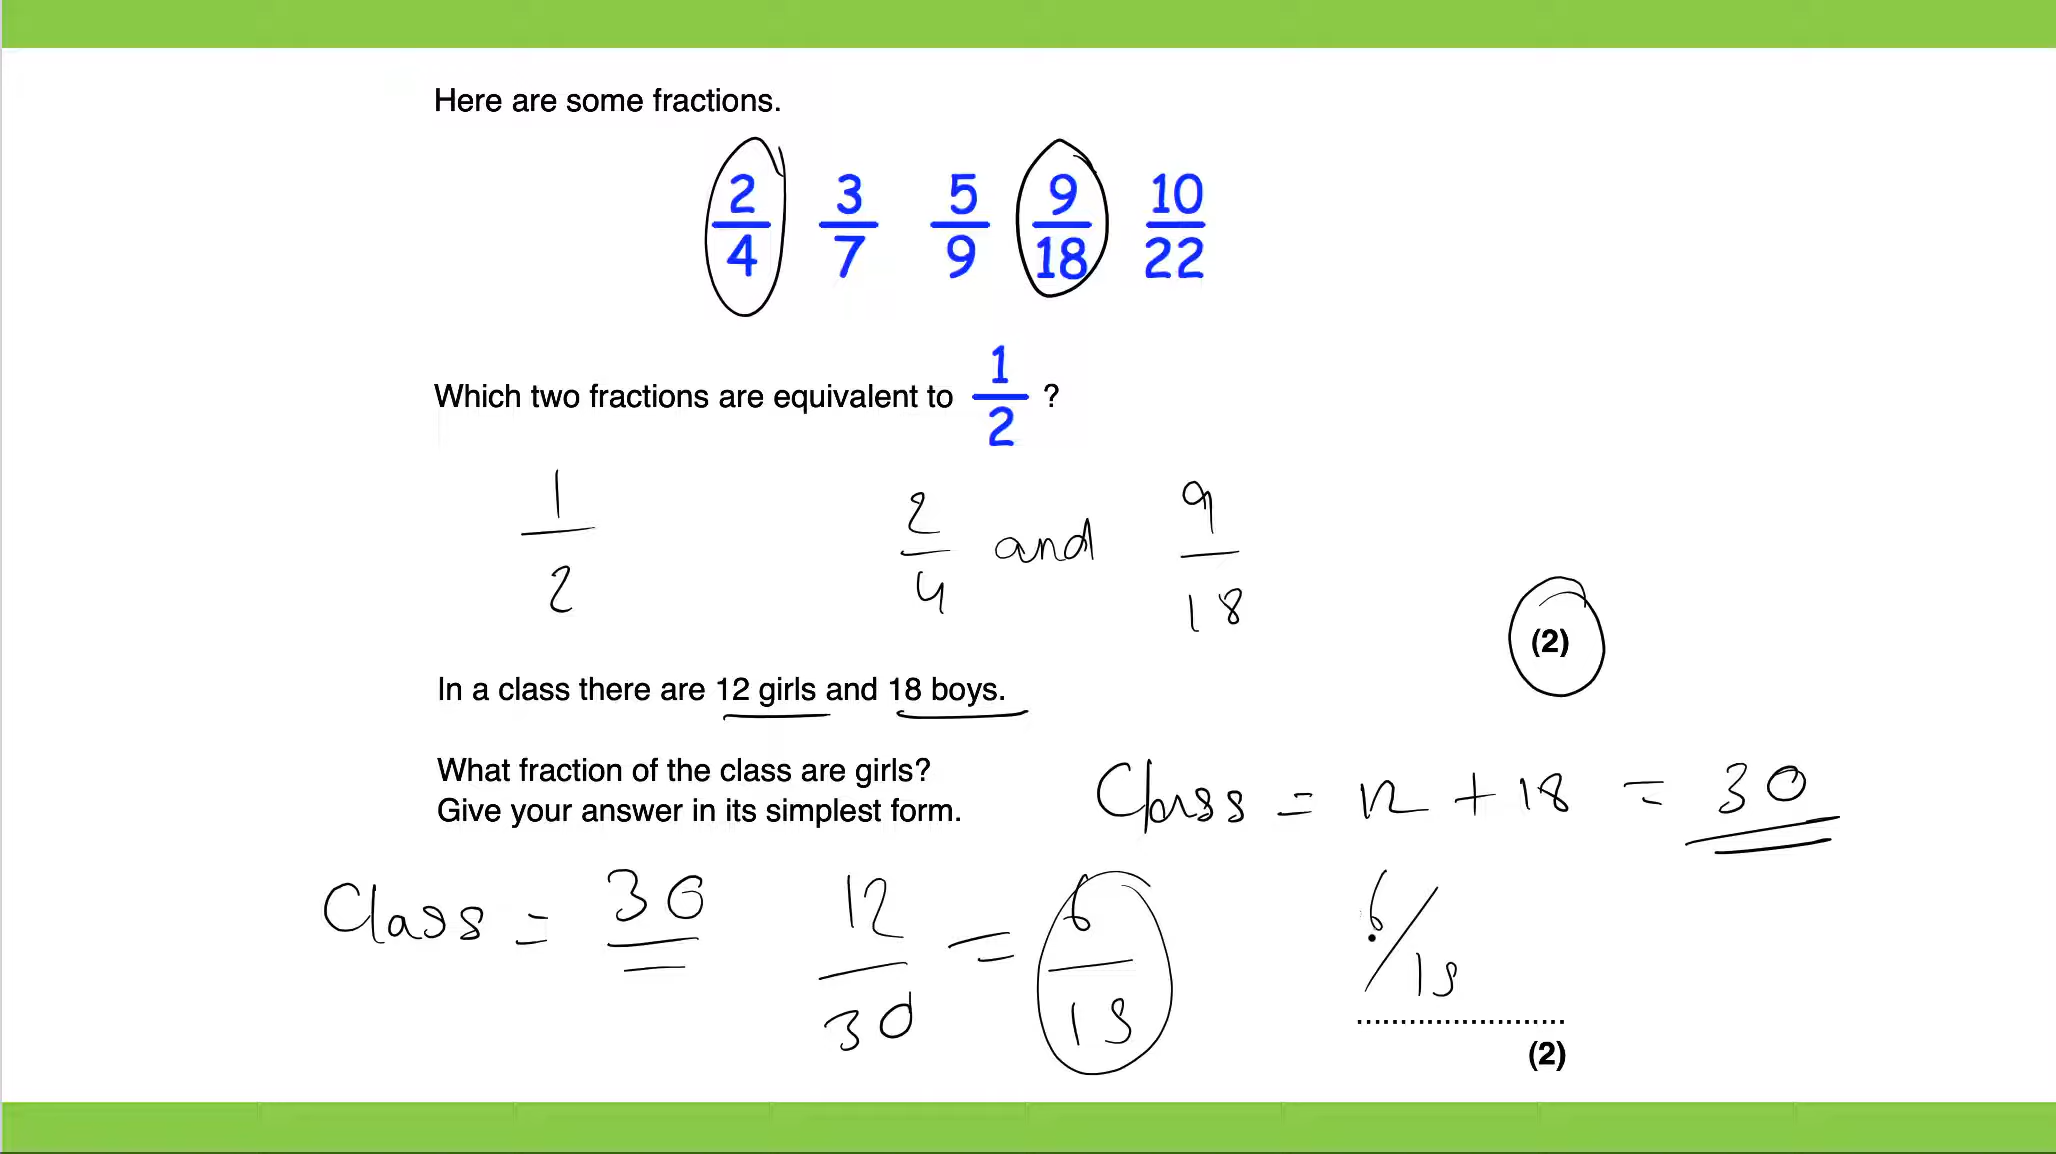 Here are some fractions.
2/4 3/7 5/9 9/18 10/22
Which two fractions are equivalent to 1/2 ?
1/2 2/4 and 9/18
(2)
In a class there are 12 girls and 18 boys.
What fraction of the class are girls?
Give your answer in its simplest form.
Class = 12 + 18 = 30
Class = 30 12/30 = 6/15
6/15
.......................
(2)